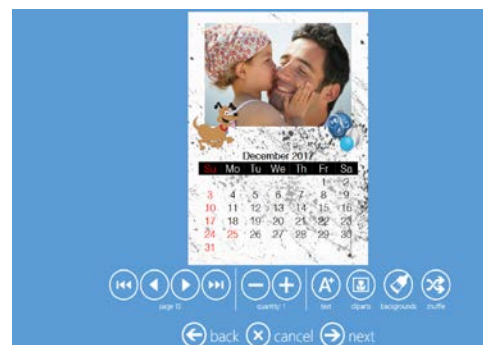 December 2017
Su Mo Tu We Th Fr Sa
1 2
3 4 5 6 7 8 9
10 11 12 13 14 15 16
17 18 19 20 21 22 23
24 25 26 27 28 29 30
31
quantity: 1 text cliparts backgrounds shuffle
back cancel next